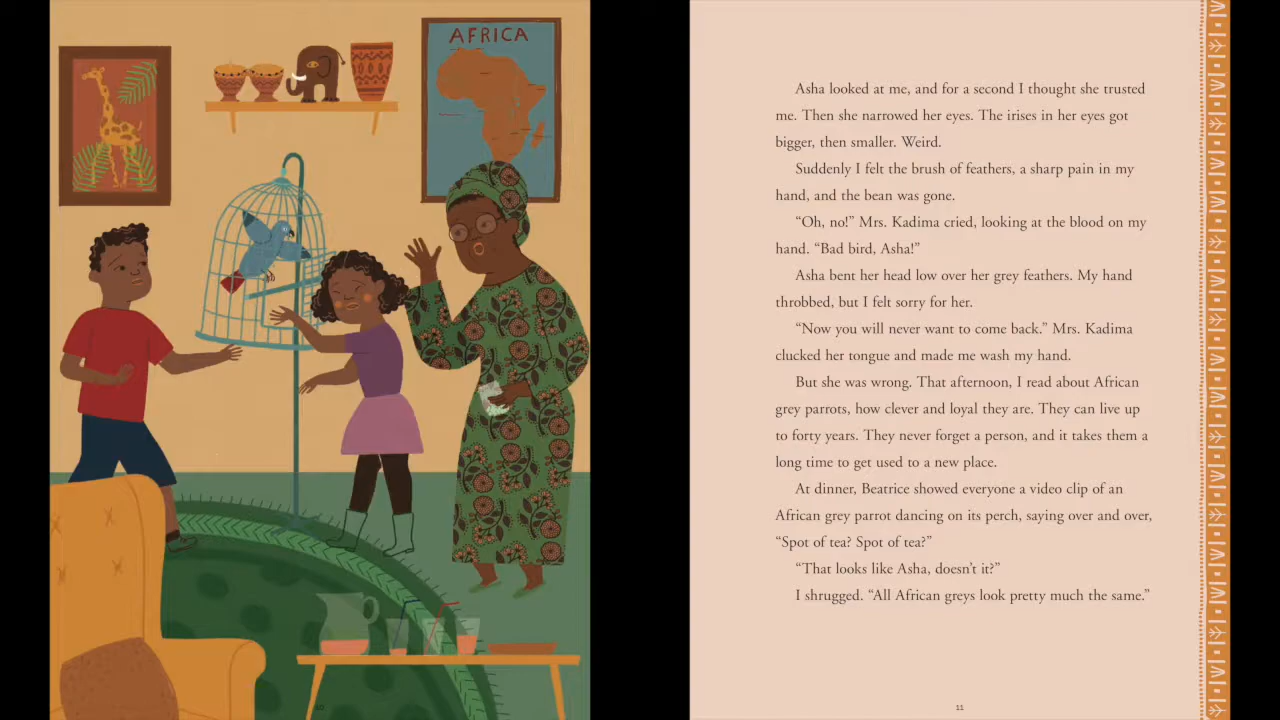 AFRICA
Asha looked at me, and for a second I thought she trusted
me. Then she narrowed her eyes. The irises in her eyes got
bigger, then smaller. Weird.
Suddenly I felt the brush of feathers, a sharp pain in my
hand, and the bean was gone.
“Oh, no!” Mrs. Kadima cried, looking at the blood on my
hand. “Bad bird, Asha!”
Asha bent her head low over her grey feathers. My hand
throbbed, but I felt sorry for her.
“Now you will never want to come back.” Mrs. Kadima
clucked her tongue and made me wash my hand.
But she was wrong. That afternoon, I read about African
grey parrots, how clever and loyal they are. They can live up
to forty years. They never forget a person, and it takes them a
long time to get used to a new place.
At dinner, Beatrice showed everyone a video clip of an
African grey parrot dancing on its perch, saying over and over,
“Spot of tea? Spot of tea?”
“That looks like Asha, doesn’t it?”
I shrugged. “All African greys look pretty much the same.”
11